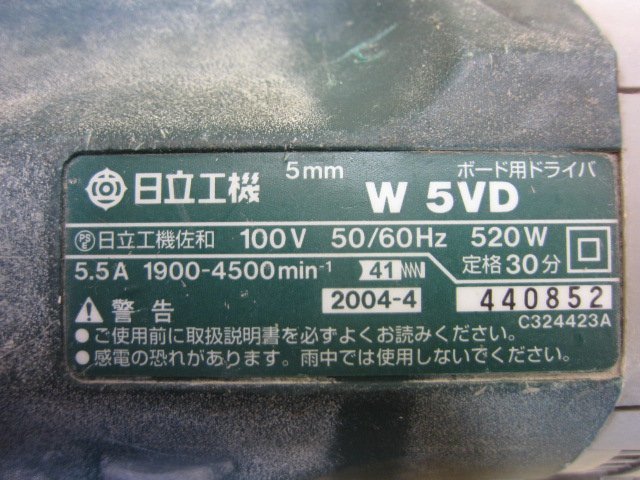 日立工機 5mm W 5VD ボード用ドライバ
PS E 日立工機佐和 100V 50/60Hz 520W
5.5A 1900-4500min⁻¹ 41 定格30分
2004-4 440852
警告 C324423A
●ご使用前に取扱説明書を必ずよくお読みください。
●感電の恐れがあります。雨中では使用しないでください。